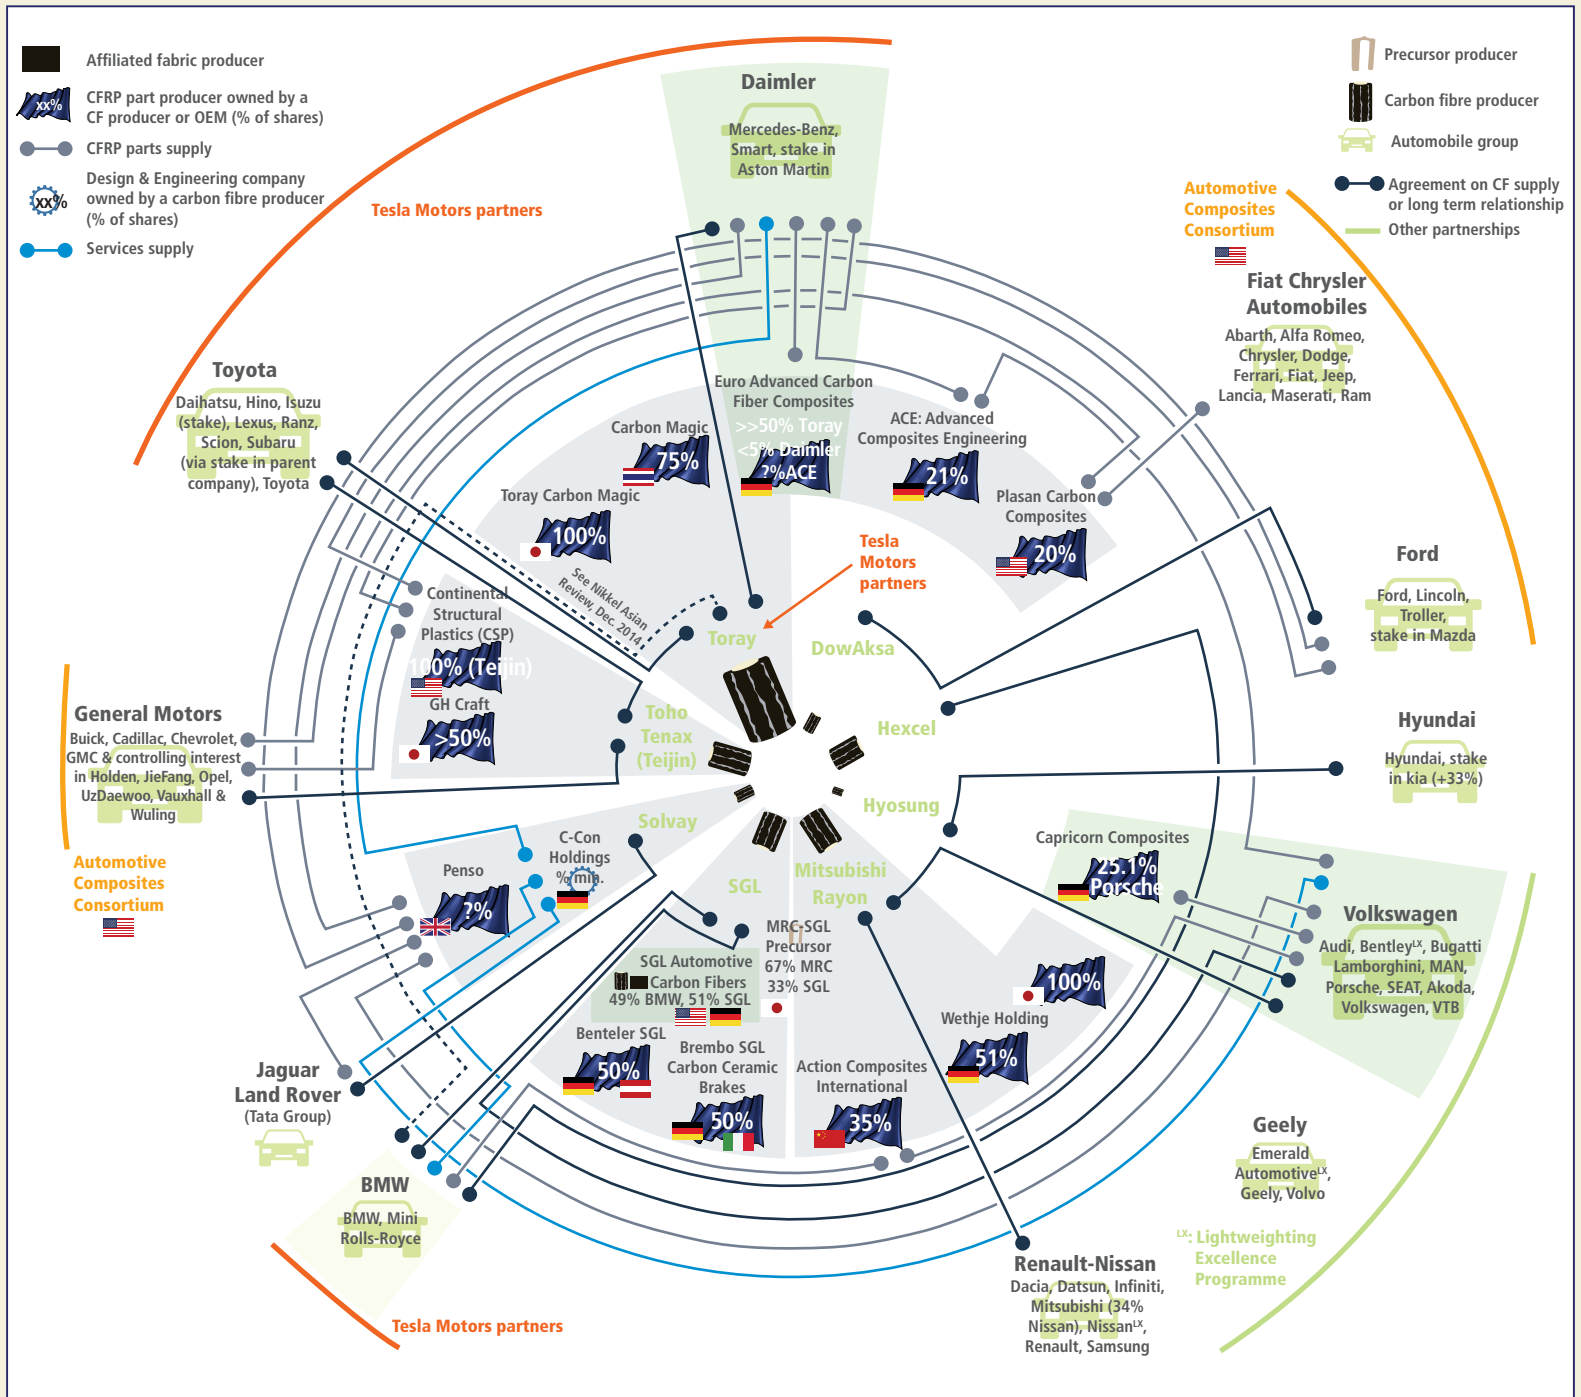 Affiliated fabric producer
xx%
CFRP part producer owned by a
CF producer or OEM (% of shares)
CFRP parts supply
Design & Engineering company
owned by a carbon fibre producer
(% of shares)
xx%
Services supply
Precursor producer
Carbon fibre producer
Automobile group
Agreement on CF supply
or long term relationship
Other partnerships
Tesla Motors partners
Daimler
Mercedes-Benz,
Smart, stake in
Aston Martin
Automotive
Composites
Consortium
Fiat Chrysler
Automobiles
Abarth, Alfa Romeo,
Chrysler, Dodge,
Ferrari, Fiat, Jeep,
Lancia, Maserati, Ram
Toyota
Daihatsu, Hino, Isuzu
(stake), Lexus, Ranz,
Scion, Subaru
(via stake in parent
company), Toyota
Euro Advanced Carbon
Fiber Composites
>>50% Toray
<5% Daimler
?%ACE
Carbon Magic
75%
Toray Carbon Magic
100%
ACE: Advanced
Composites Engineering
21%
Plasan Carbon
Composites
20%
Tesla
Motors
partners
See Nikkel Asian
Review, Dec. 2014
Ford
Ford, Lincoln,
Troller,
stake in Mazda
Continental
Structural
Plastics (CSP)
100% (Teijin)
GH Craft
>50%
Toray
DowAksa
Hexcel
Toho
Tenax
(Teijin)
Hyosung
Solvay
SGL
Mitsubishi
Rayon
General Motors
Buick, Cadillac, Chevrolet,
GMC & controlling interest
in Holden, JieFang, Opel,
UzDaewoo, Vauxhall &
Wuling
Automotive
Composites
Consortium
Hyundai
Hyundai, stake
in kia (+33%)
Penso
?%
C-Con
Holdings
% min.
Capricorn Composites
25.1%
Porsche
Volkswagen
Audi, Bentley^LX, Bugatti
Lamborghini, MAN,
Porsche, SEAT, Akoda,
Volkswagen, VTB
MRC-SGL
Precursor
67% MRC
33% SGL
SGL Automotive
Carbon Fibers
49% BMW, 51% SGL
Benteler SGL
50%
Brembo SGL
Carbon Ceramic
Brakes
50%
Action Composites
International
35%
100%
Wethje Holding
51%
Jaguar
Land Rover
(Tata Group)
BMW
BMW, Mini
Rolls-Royce
Tesla Motors partners
Geely
Emerald
Automotive^LX,
Geely, Volvo
^LX: Lightweighting
Excellence
Programme
Renault-Nissan
Dacia, Datsun, Infiniti,
Mitsubishi (34%
Nissan), Nissan^LX,
Renault, Samsung